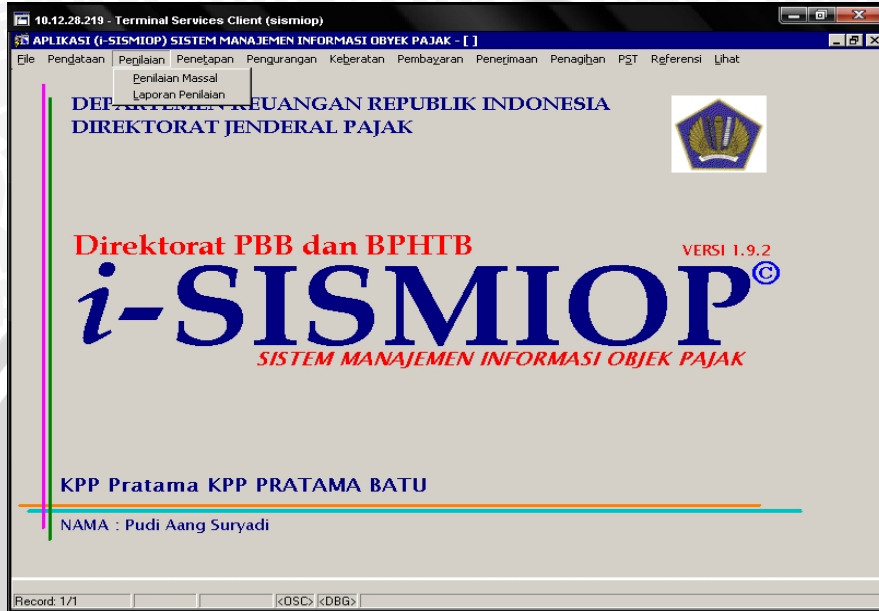 10.12.28.219 - Terminal Services Client (sismiop)
APLIKASI (i-SISMIOP) SISTEM MANAJEMEN INFORMASI OBYEK PAJAK - [ ]
File Pendataan Penilaian Penetapan Pengurangan Keberatan Pembayaran Penerimaan Penagihan PST Referensi Lihat
Penilaian Massal
Laporan Penilaian
DEPARTEMEN KEUANGAN REPUBLIK INDONESIA
DIREKTORAT JENDERAL PAJAK
Direktorat PBB dan BPHTB
VERSI 1.9.2
i-SISMIOP©
SISTEM MANAJEMEN INFORMASI OBJEK PAJAK
KPP Pratama KPP PRATAMA BATU
NAMA : Pudi Aang Suryadi
Record: 1/1 <OSC> <DBG>